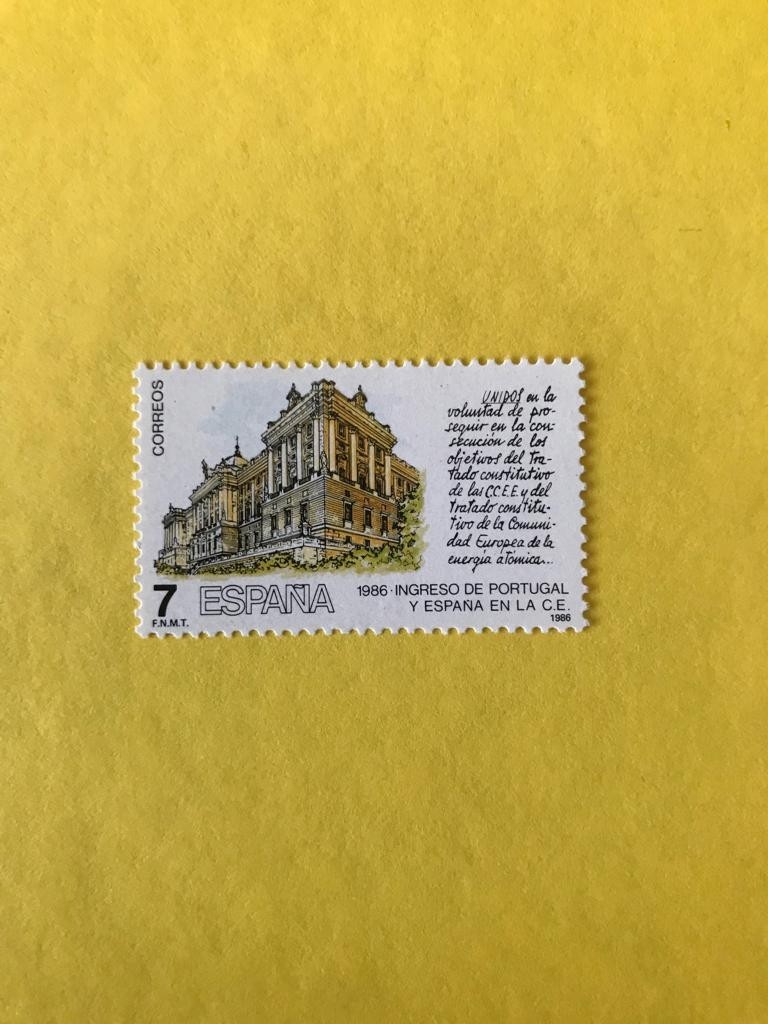 CORREOS
UNIDOS en la
voluntad de pro-
seguir en la con-
secución de los
objetivos del Tra-
tado constitutivo
de las C.C.E.E. y del
tratado constitu-
tivo de la Comuni-
dad Europea de la
energía atómica...
7 ESPAÑA
1986·INGRESO DE PORTUGAL
Y ESPAÑA EN LA C.E.
F.N.M.T.
1986